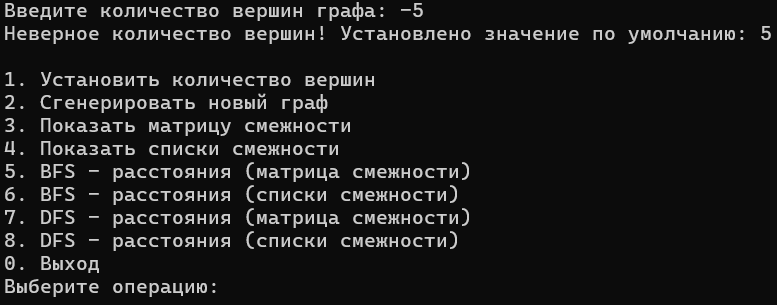 Введите количество вершин графа: -5
Неверное количество вершин! Установлено значение по умолчанию: 5
1. Установить количество вершин
2. Сгенерировать новый граф
3. Показать матрицу смежности
4. Показать списки смежности
5. BFS - расстояния (матрица смежности)
6. BFS - расстояния (списки смежности)
7. DFS - расстояния (матрица смежности)
8. DFS - расстояния (списки смежности)
0. Выход
Выберите операцию: